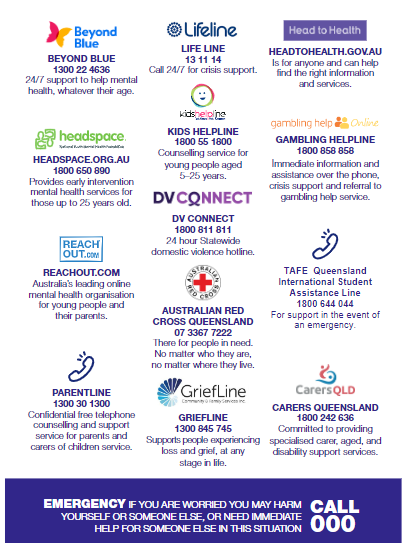 Beyond
Blue
BEYOND BLUE
1300 22 4636
24/7 support to help mental
health, whatever their age.
headspace
HEADSPACE.ORG.AU
1800 650 890
Provides early intervention
mental health services for
those up to 25 years old.
REACH
OUT.COM
REACHOUT.COM
Australia's leading online
mental health organisation
for young people and
their parents.
PARENTLINE
1300 30 1300
Confidential free telephone
counselling and support
service for parents and
carers of children service.
Lifeline
LIFE LINE
13 11 14
Call 24/7 for crisis support.
kidshelpline
KIDS HELPLINE
1800 55 1800
Counselling service for
young people aged
5–25 years.
DVCONNECT
DV CONNECT
1800 811 811
24 hour Statewide
domestic violence hotline.
AUSTRALIAN
RED CROSS
AUSTRALIAN RED
CROSS QUEENSLAND
07 3367 7222
There for people in need.
No matter who they are,
no matter where they live.
GriefLine
Community & Family Services Inc.
GRIEFLINE
1300 845 745
Supports people experiencing
loss and grief, at any
stage in life.
Head to Health
HEADTOHEALTH.GOV.AU
Is for anyone and can help
find the right information
and services.
gambling help Online
GAMBLING HELPLINE
1800 858 858
Immediate information and
assistance over the phone,
crisis support and referral to
gambling help service.
TAFE Queensland
International Student
Assistance Line
1800 644 044
For support in the event of
an emergency.
CarersQLD
CARERS QUEENSLAND
1800 242 636
Committed to providing
specialised carer, aged, and
disability support services.
EMERGENCY IF YOU ARE WORRIED YOU MAY HARM
YOURSELF OR SOMEONE ELSE, OR NEED IMMEDIATE
HELP FOR SOMEONE ELSE IN THIS SITUATION
CALL
000